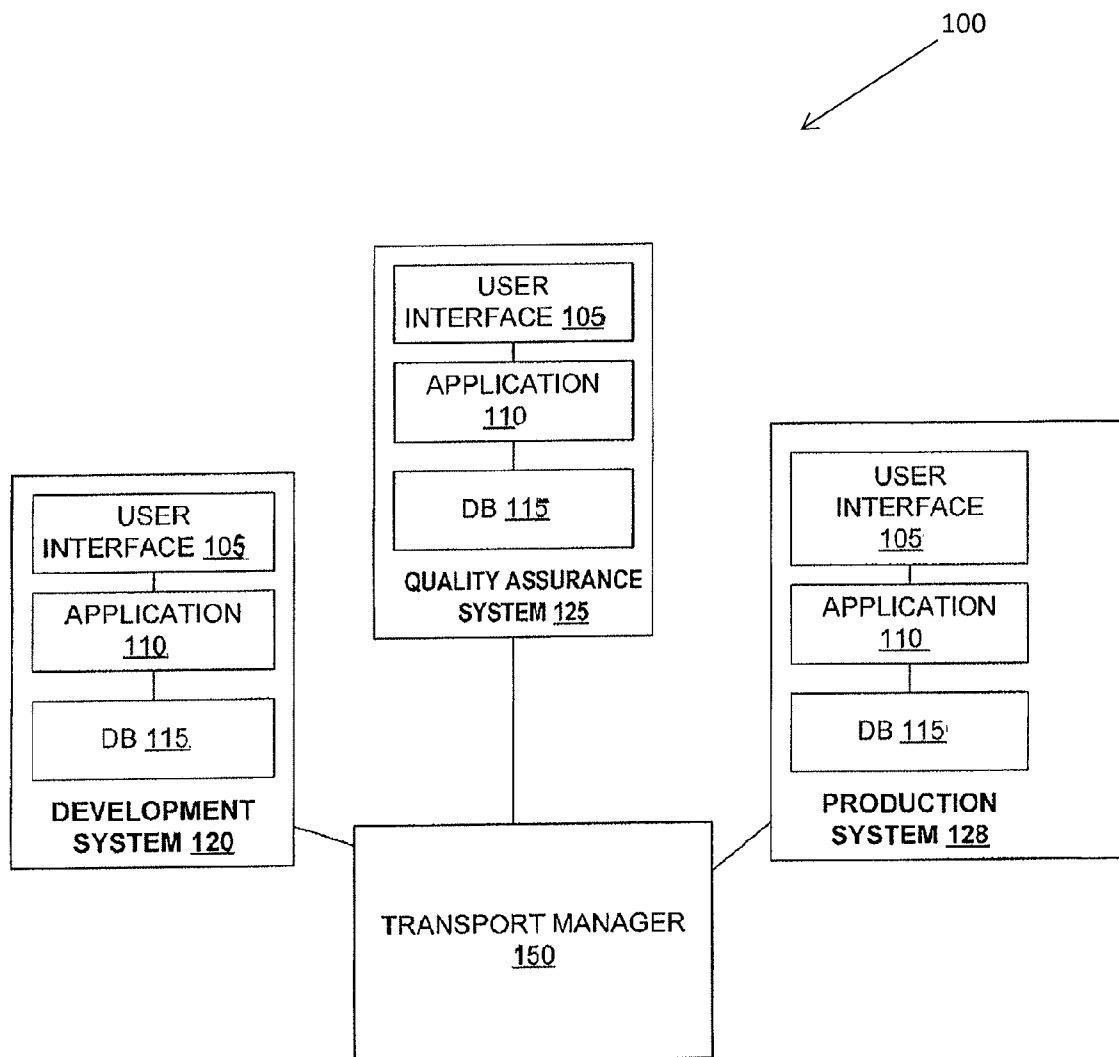 100
USER
INTERFACE 105
APPLICATION
110
DB 115
QUALITY ASSURANCE
SYSTEM 125
USER
INTERFACE 105
APPLICATION
110
DB 115
DEVELOPMENT
SYSTEM 120
USER
INTERFACE
105
APPLICATION
110
DB 115
PRODUCTION
SYSTEM 128
TRANSPORT MANAGER
150